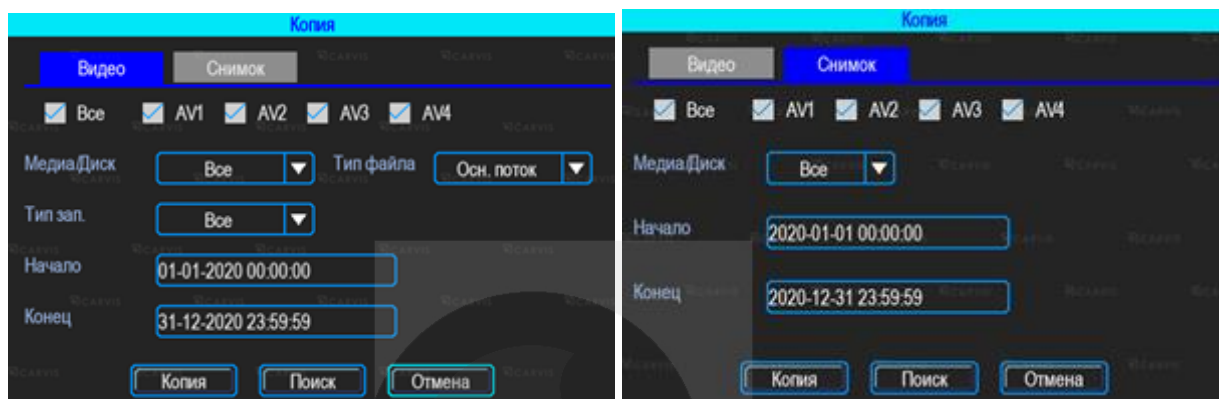 Копия
Видео Снимок
Все AV1 AV2 AV3 AV4
Медиа/Диск Все Тип файла Осн. поток
Тип зап. Все
Начало 01-01-2020 00:00:00
Конец 31-12-2020 23:59:59
Копия Поиск Отмена
Копия
Видео Снимок
Все AV1 AV2 AV3 AV4
Медиа/Диск Все
Начало 2020-01-01 00:00:00
Конец 2020-12-31 23:59:59
Копия Поиск Отмена
CARVIS